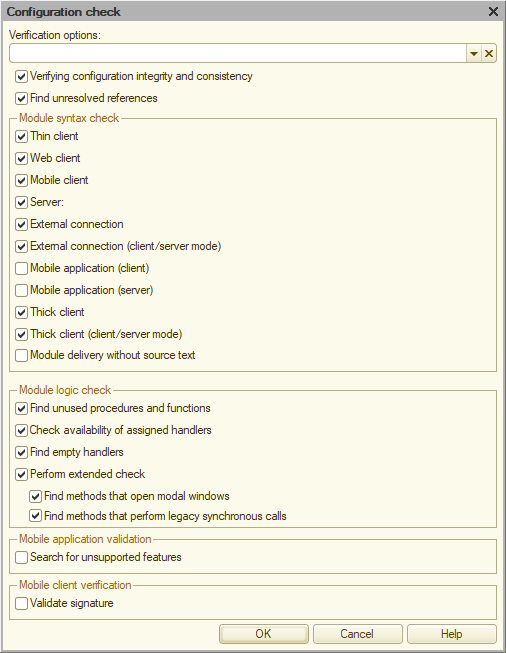 Configuration check
Verification options:
Verifying configuration integrity and consistency
Find unresolved references
Module syntax check
Thin client
Web client
Mobile client
Server:
External connection
External connection (client/server mode)
Mobile application (client)
Mobile application (server)
Thick client
Thick client (client/server mode)
Module delivery without source text
Module logic check
Find unused procedures and functions
Check availability of assigned handlers
Find empty handlers
Perform extended check
Find methods that open modal windows
Find methods that perform legacy synchronous calls
Mobile application validation
Search for unsupported features
Mobile client verification
Validate signature
OK Cancel Help